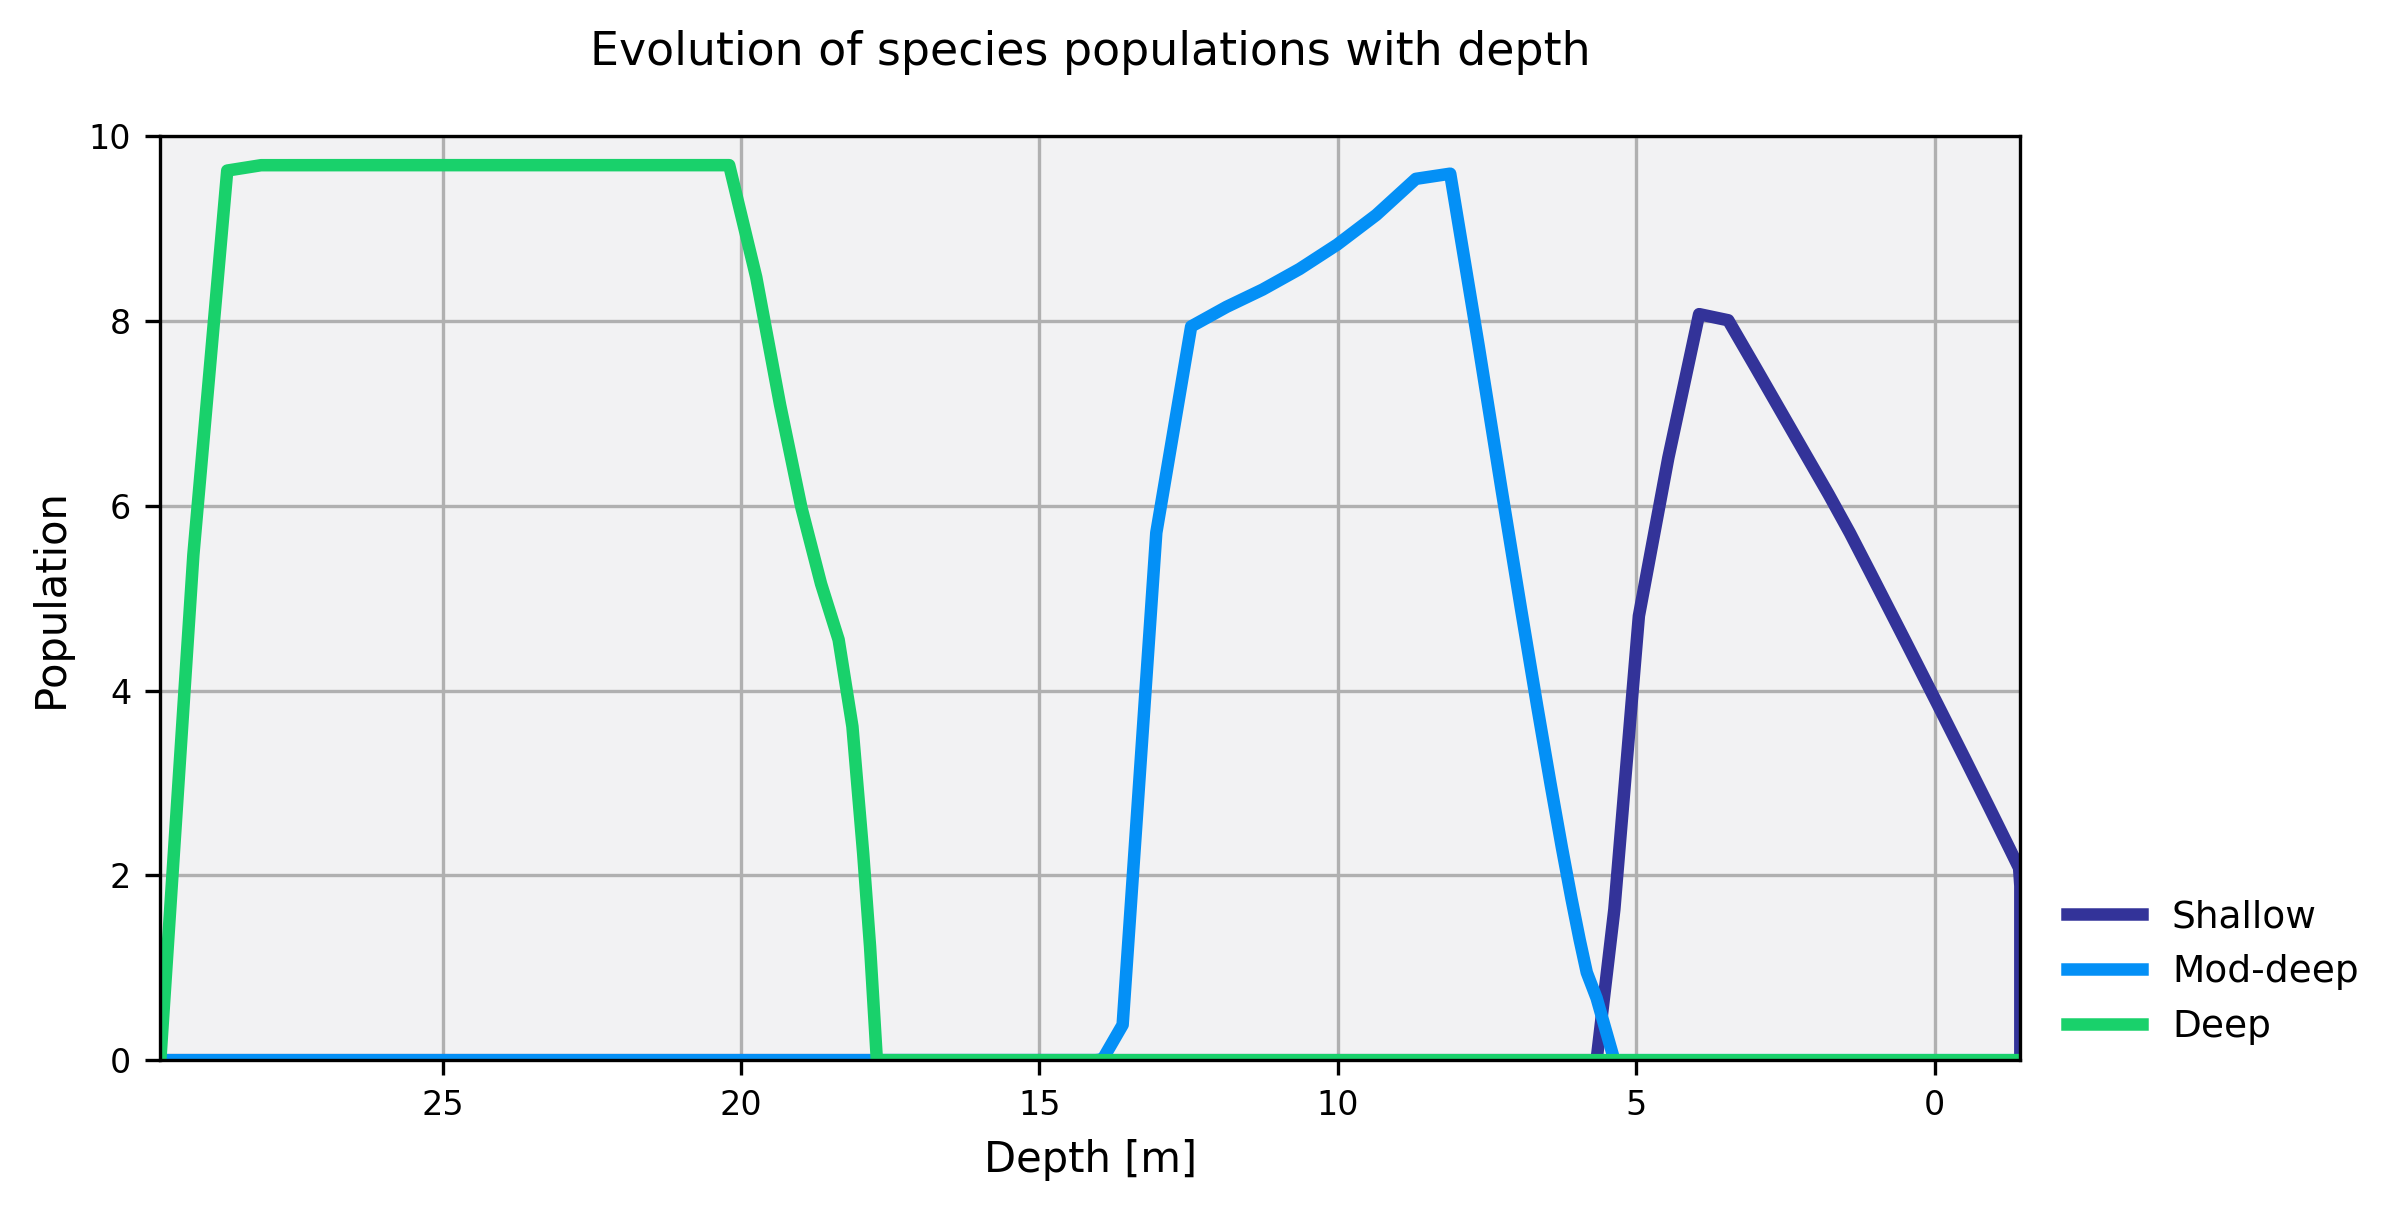 Evolution of species populations with depth
10
8
6
4
2
0
Population
25 20 15 10 5 0
Depth [m]
Shallow
Mod-deep
Deep